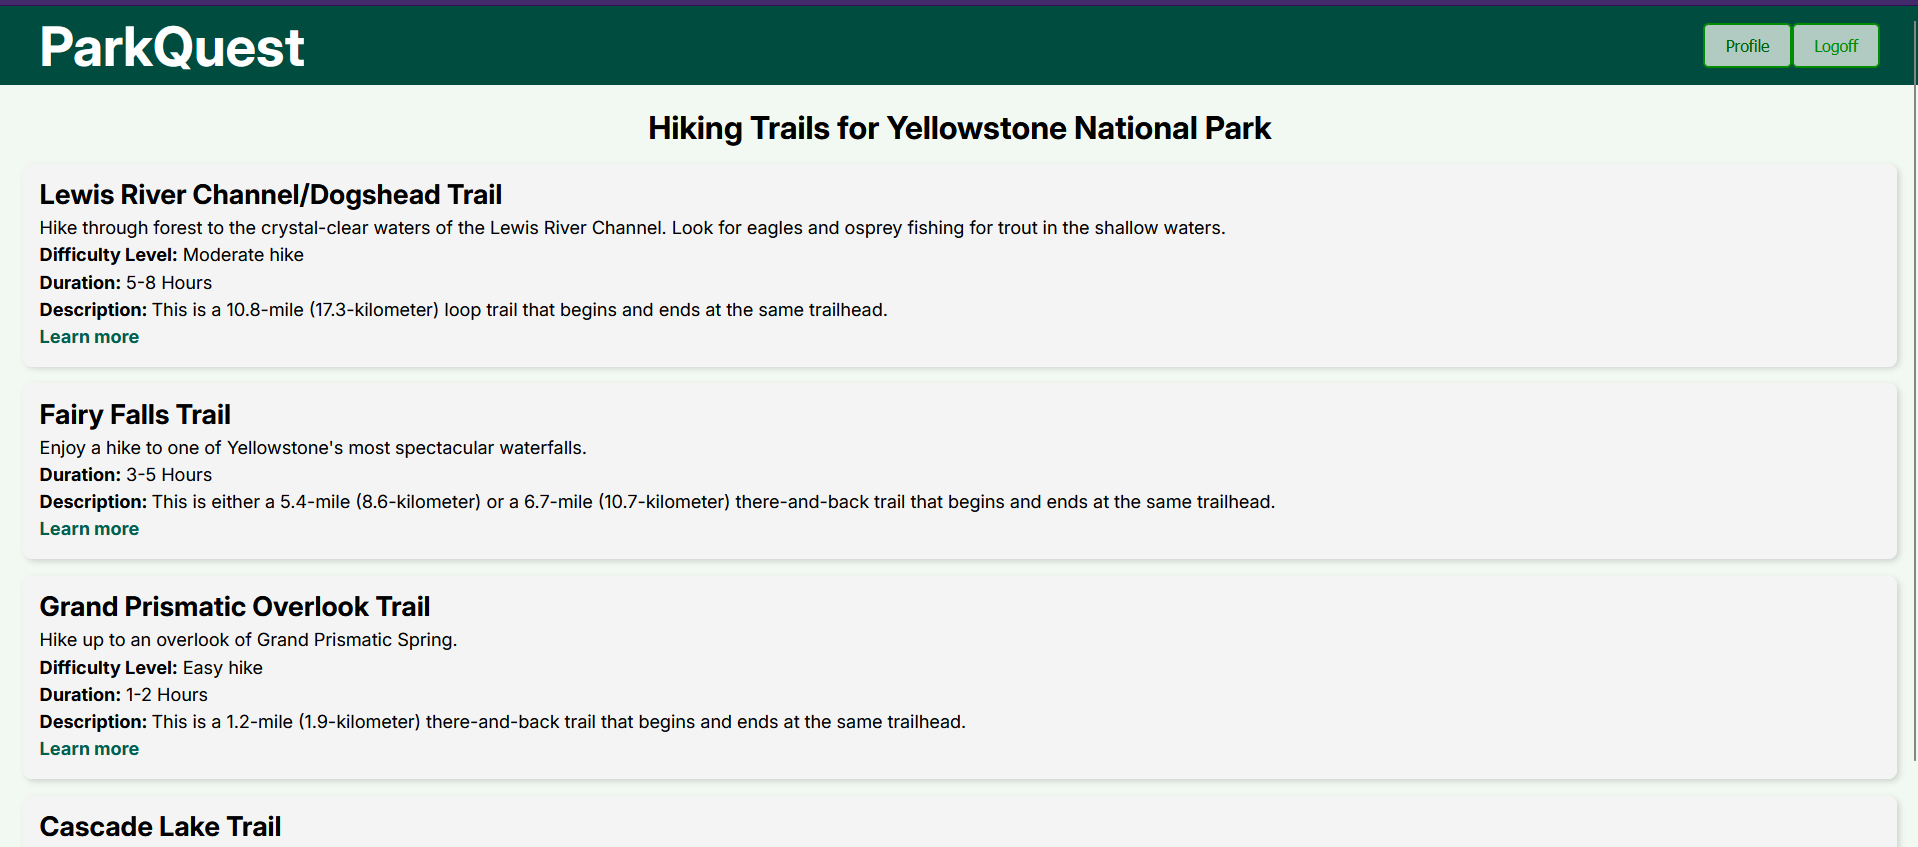 ParkQuest
Profile
Logoff
Hiking Trails for Yellowstone National Park
Lewis River Channel/Dogshead Trail
Hike through forest to the crystal-clear waters of the Lewis River Channel. Look for eagles and osprey fishing for trout in the shallow waters.
Difficulty Level: Moderate hike
Duration: 5-8 Hours
Description: This is a 10.8-mile (17.3-kilometer) loop trail that begins and ends at the same trailhead.
Learn more
Fairy Falls Trail
Enjoy a hike to one of Yellowstone's most spectacular waterfalls.
Duration: 3-5 Hours
Description: This is either a 5.4-mile (8.6-kilometer) or a 6.7-mile (10.7-kilometer) there-and-back trail that begins and ends at the same trailhead.
Learn more
Grand Prismatic Overlook Trail
Hike up to an overlook of Grand Prismatic Spring.
Difficulty Level: Easy hike
Duration: 1-2 Hours
Description: This is a 1.2-mile (1.9-kilometer) there-and-back trail that begins and ends at the same trailhead.
Learn more
Cascade Lake Trail